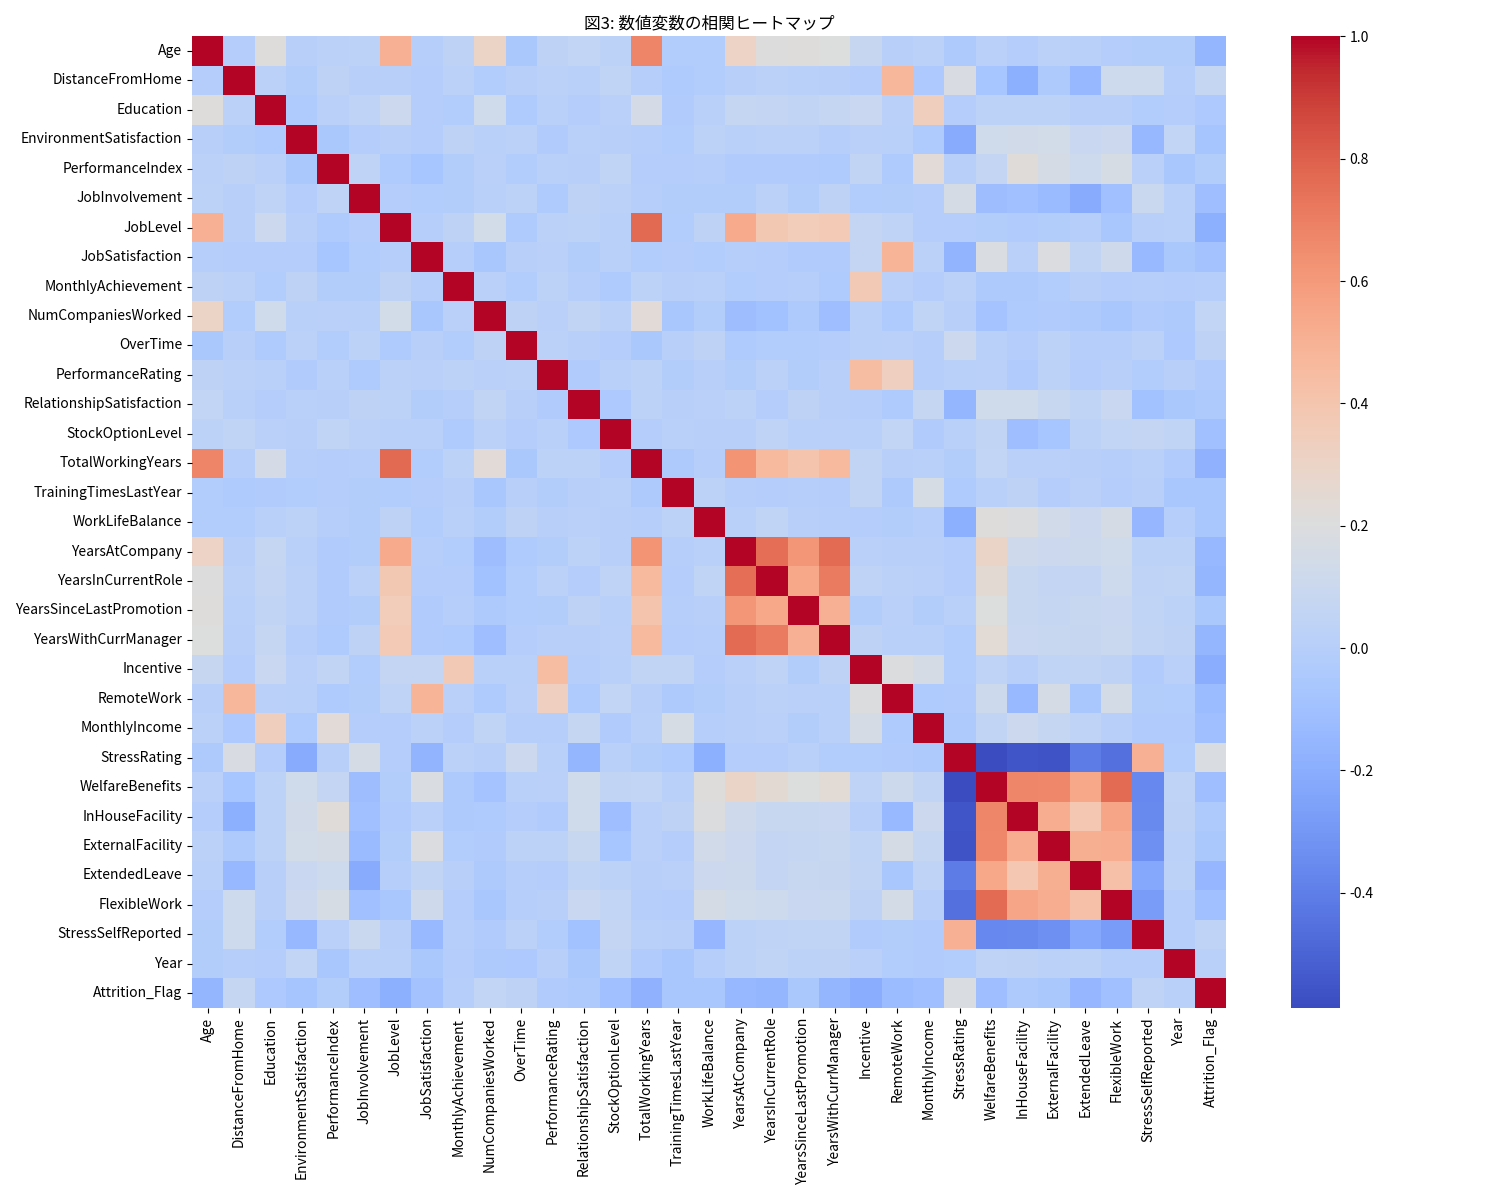 図3: 数値変数の相関ヒートマップ
Age
DistanceFromHome
Education
EnvironmentSatisfaction
PerformanceIndex
JobInvolvement
JobLevel
JobSatisfaction
MonthlyAchievement
NumCompaniesWorked
OverTime
PerformanceRating
RelationshipSatisfaction
StockOptionLevel
TotalWorkingYears
TrainingTimesLastYear
WorkLifeBalance
YearsAtCompany
YearsInCurrentRole
YearsSinceLastPromotion
YearsWithCurrManager
Incentive
RemoteWork
MonthlyIncome
StressRating
WelfareBenefits
InHouseFacility
ExternalFacility
ExtendedLeave
FlexibleWork
StressSelfReported
Year
Attrition_Flag
Age
DistanceFromHome
Education
EnvironmentSatisfaction
PerformanceIndex
JobInvolvement
JobLevel
JobSatisfaction
MonthlyAchievement
NumCompaniesWorked
OverTime
PerformanceRating
RelationshipSatisfaction
StockOptionLevel
TotalWorkingYears
TrainingTimesLastYear
WorkLifeBalance
YearsAtCompany
YearsInCurrentRole
YearsSinceLastPromotion
YearsWithCurrManager
Incentive
RemoteWork
MonthlyIncome
StressRating
WelfareBenefits
InHouseFacility
ExternalFacility
ExtendedLeave
FlexibleWork
StressSelfReported
Year
Attrition_Flag
1.0
0.8
0.6
0.4
0.2
0.0
-0.2
-0.4